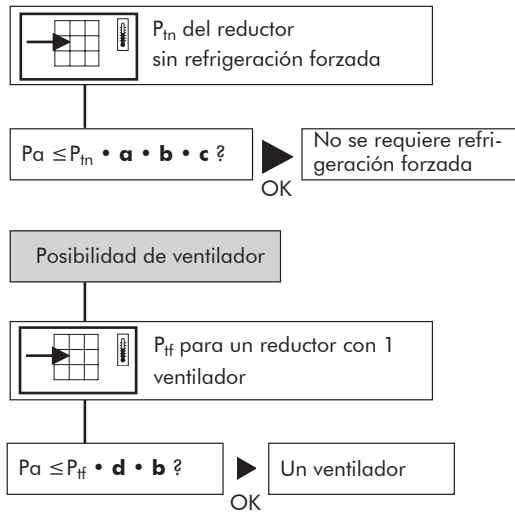 Ptn del reductor
sin refrigeración forzada
Pa ≤Ptn • a • b • c ?
OK
No se requiere refri-
geración forzada
Posibilidad de ventilador
Ptf para un reductor con 1
ventilador
Pa ≤Ptf • d • b ?
OK
Un ventilador